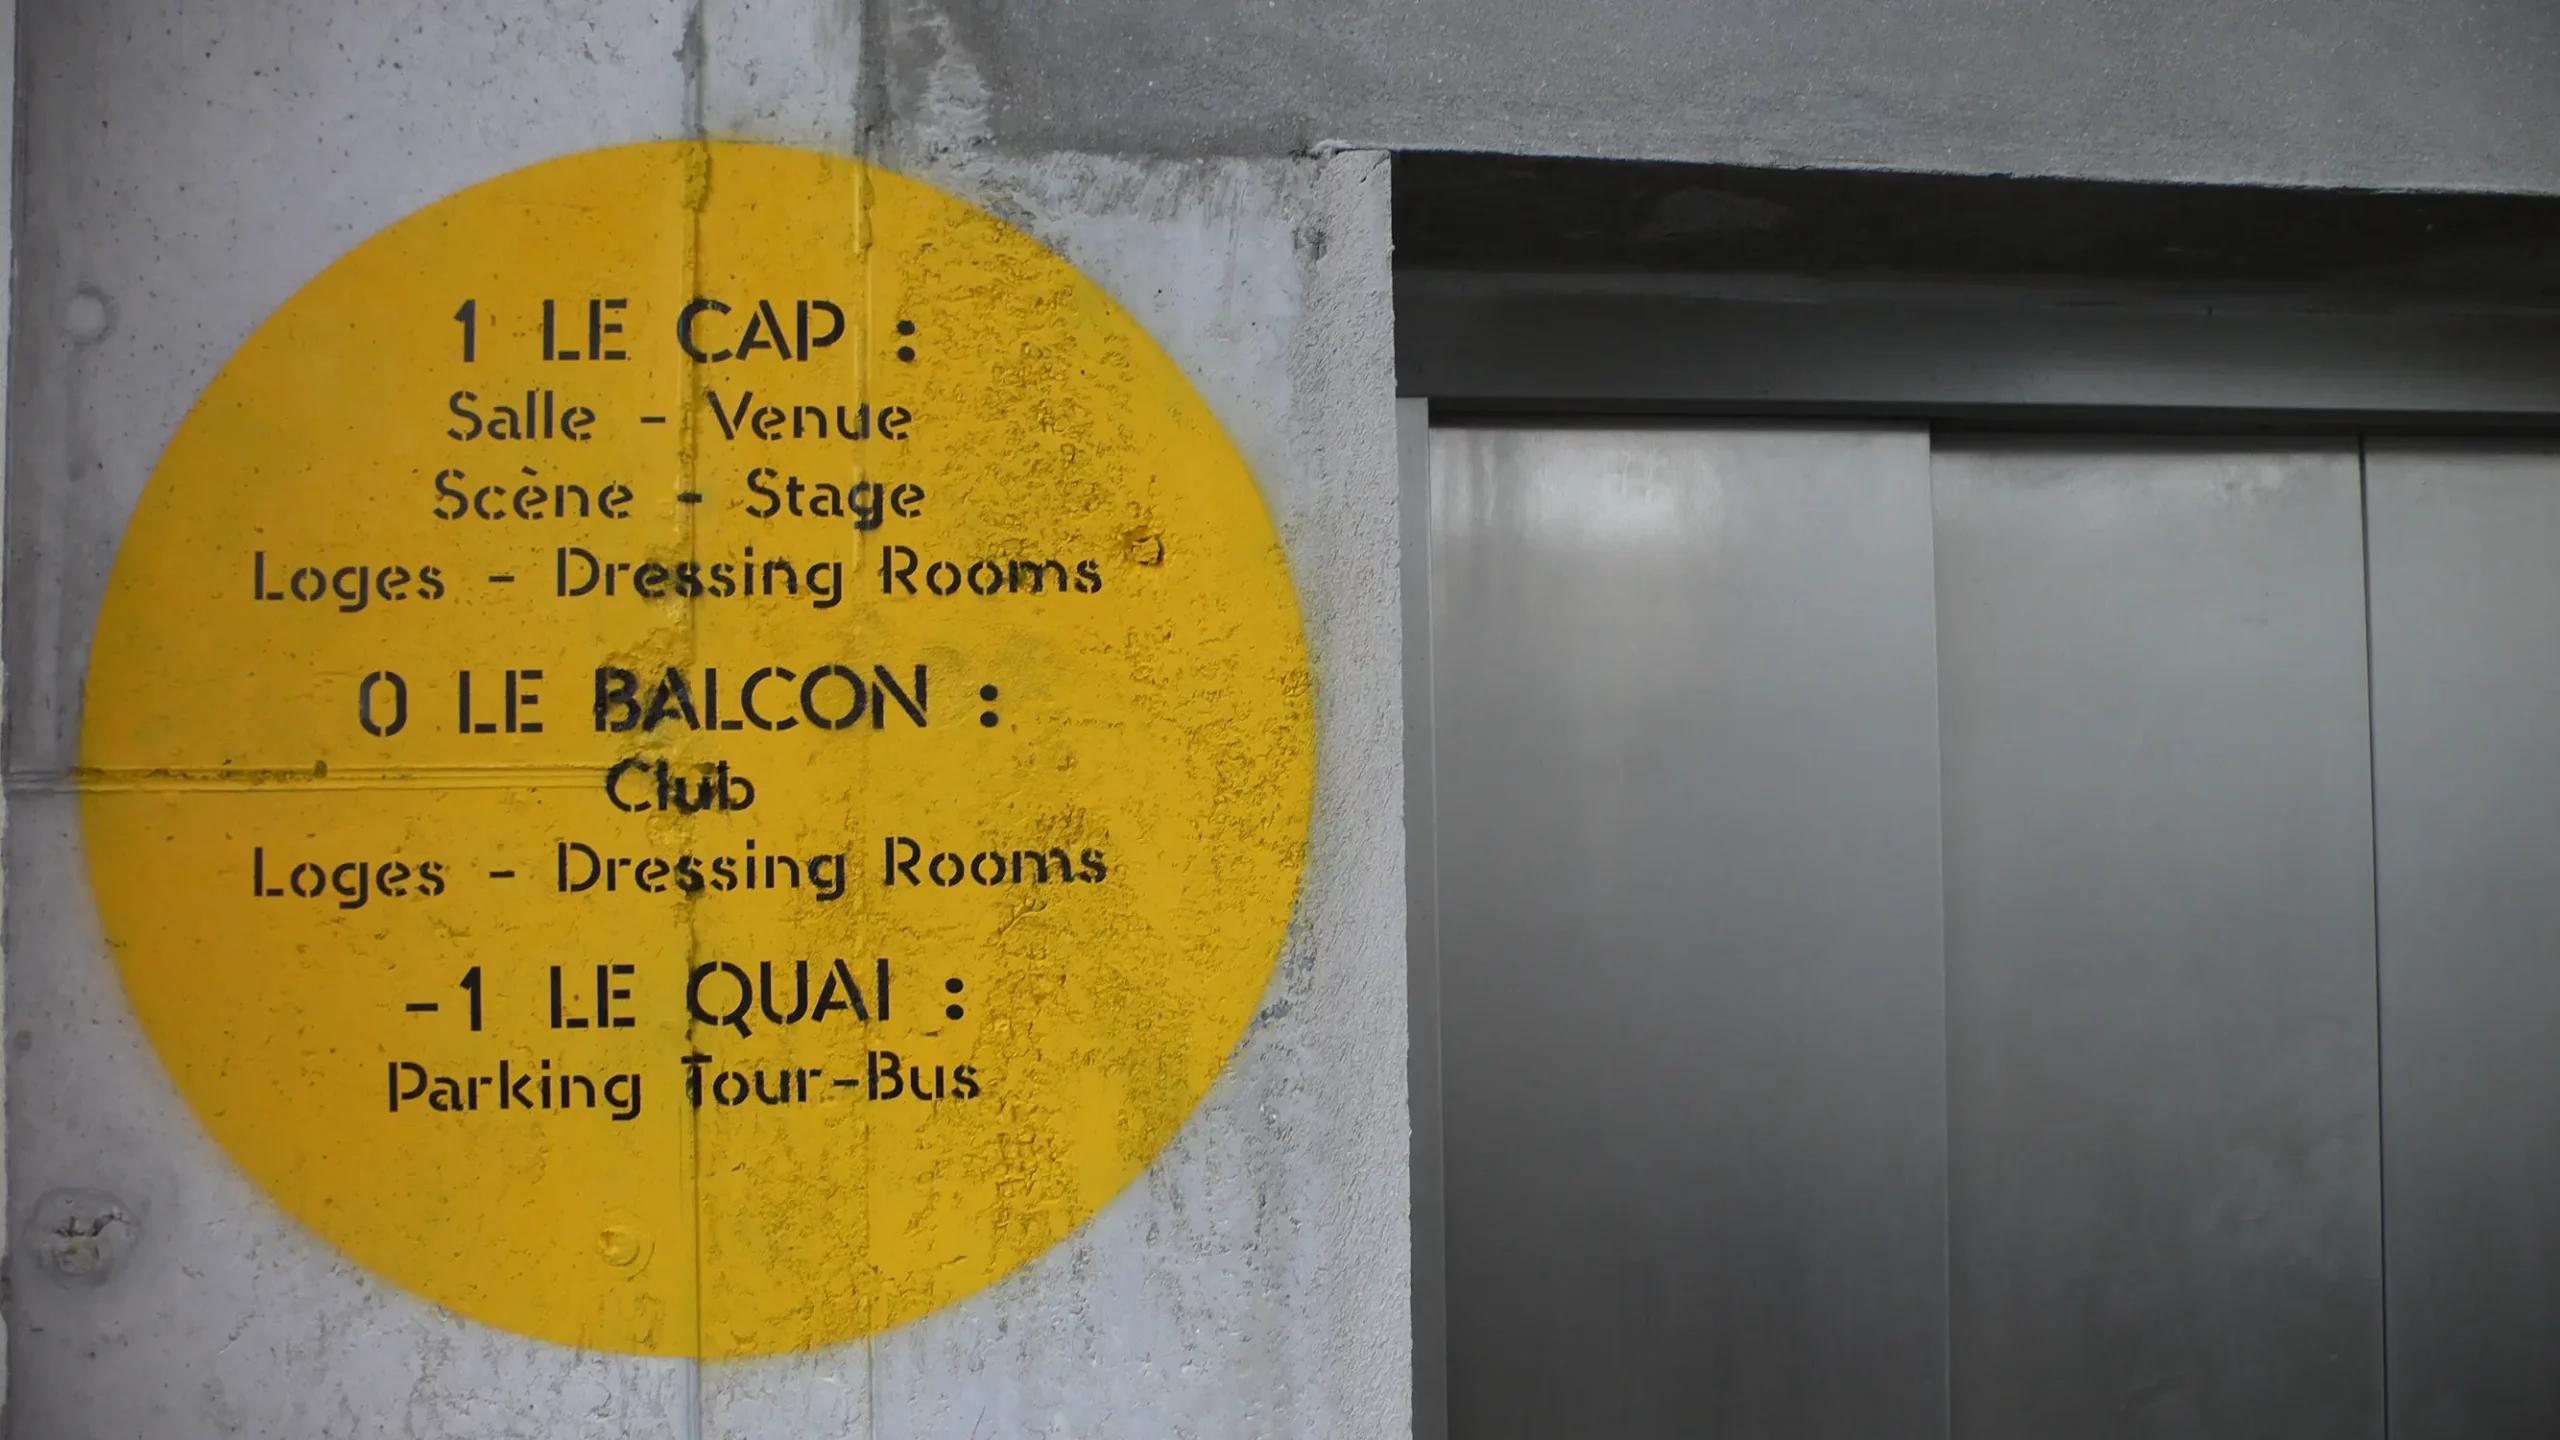 1 LE CAP :
Salle - Venue
Scène - Stage
Loges - Dressing Rooms
0 LE BALCON :
Club
Loges - Dressing Rooms
-1 LE QUAI :
Parking Tour-Bus